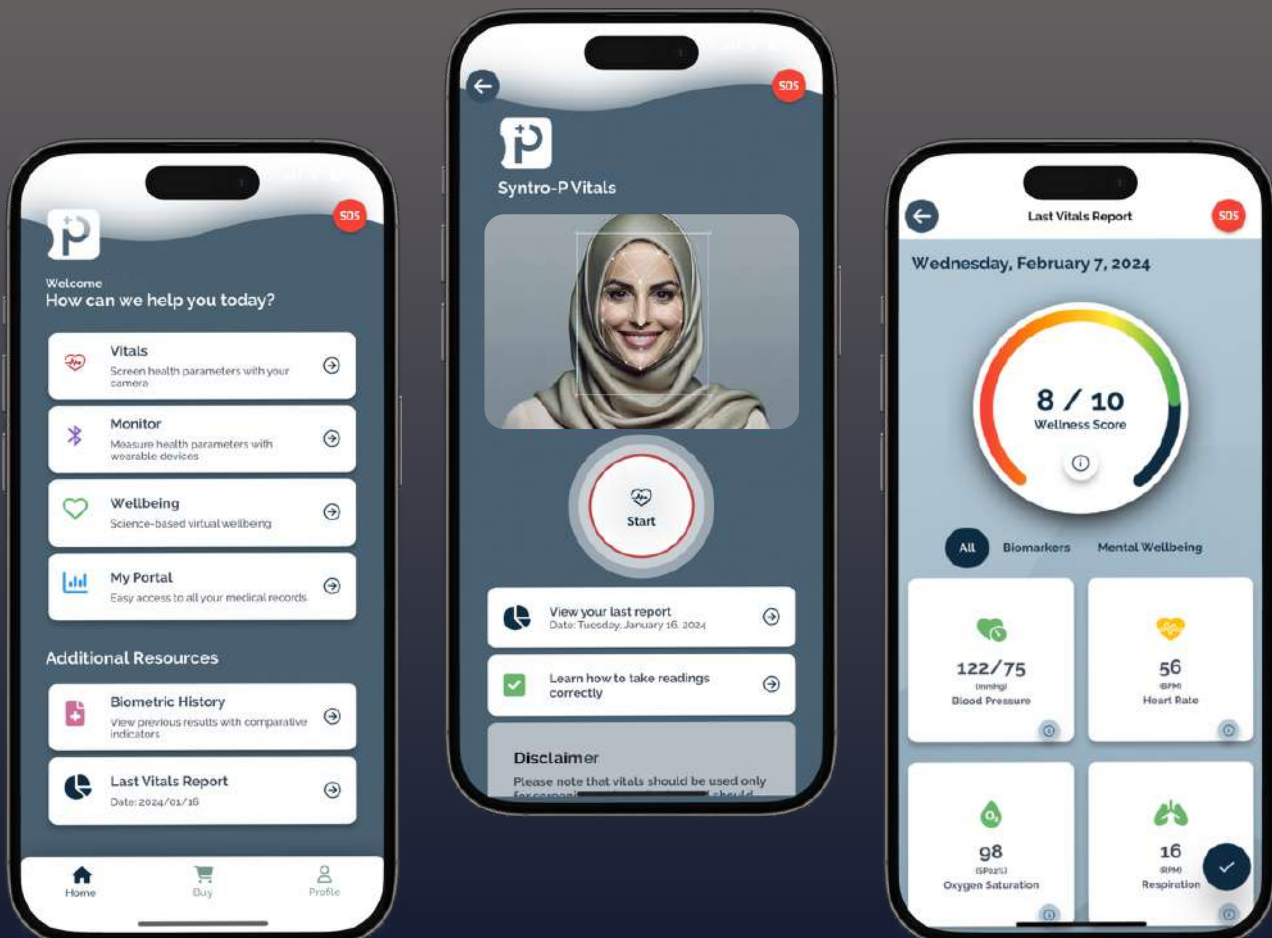 SOS
Welcome
How can we help you today?
Vitals
Screen health parameters with your
camera
Monitor
Measure health parameters with
wearable devices
Wellbeing
Science-based virtual wellbeing
My Portal
Easy access to all your medical records
Additional Resources
Biometric History
View previous results with comparative
indicators
Last Vitals Report
Date: 2024/01/16
Home
Buy
Profile
SOS
Syntro-P Vitals
Start
View your last report
Date: Tuesday, January 16, 2024
Learn how to take readings
correctly
Disclaimer
Please note that vitals should be used only
should
Last Vitals Report
SOS
Wednesday, February 7, 2024
8 / 10
Wellness Score
All
Biomarkers
Mental Wellbeing
122/75
(mmHg)
Blood Pressure
56
(BPM)
Heart Rate
O₂
98
(SPO2%)
Oxygen Saturation
16
(RPM)
Respiration